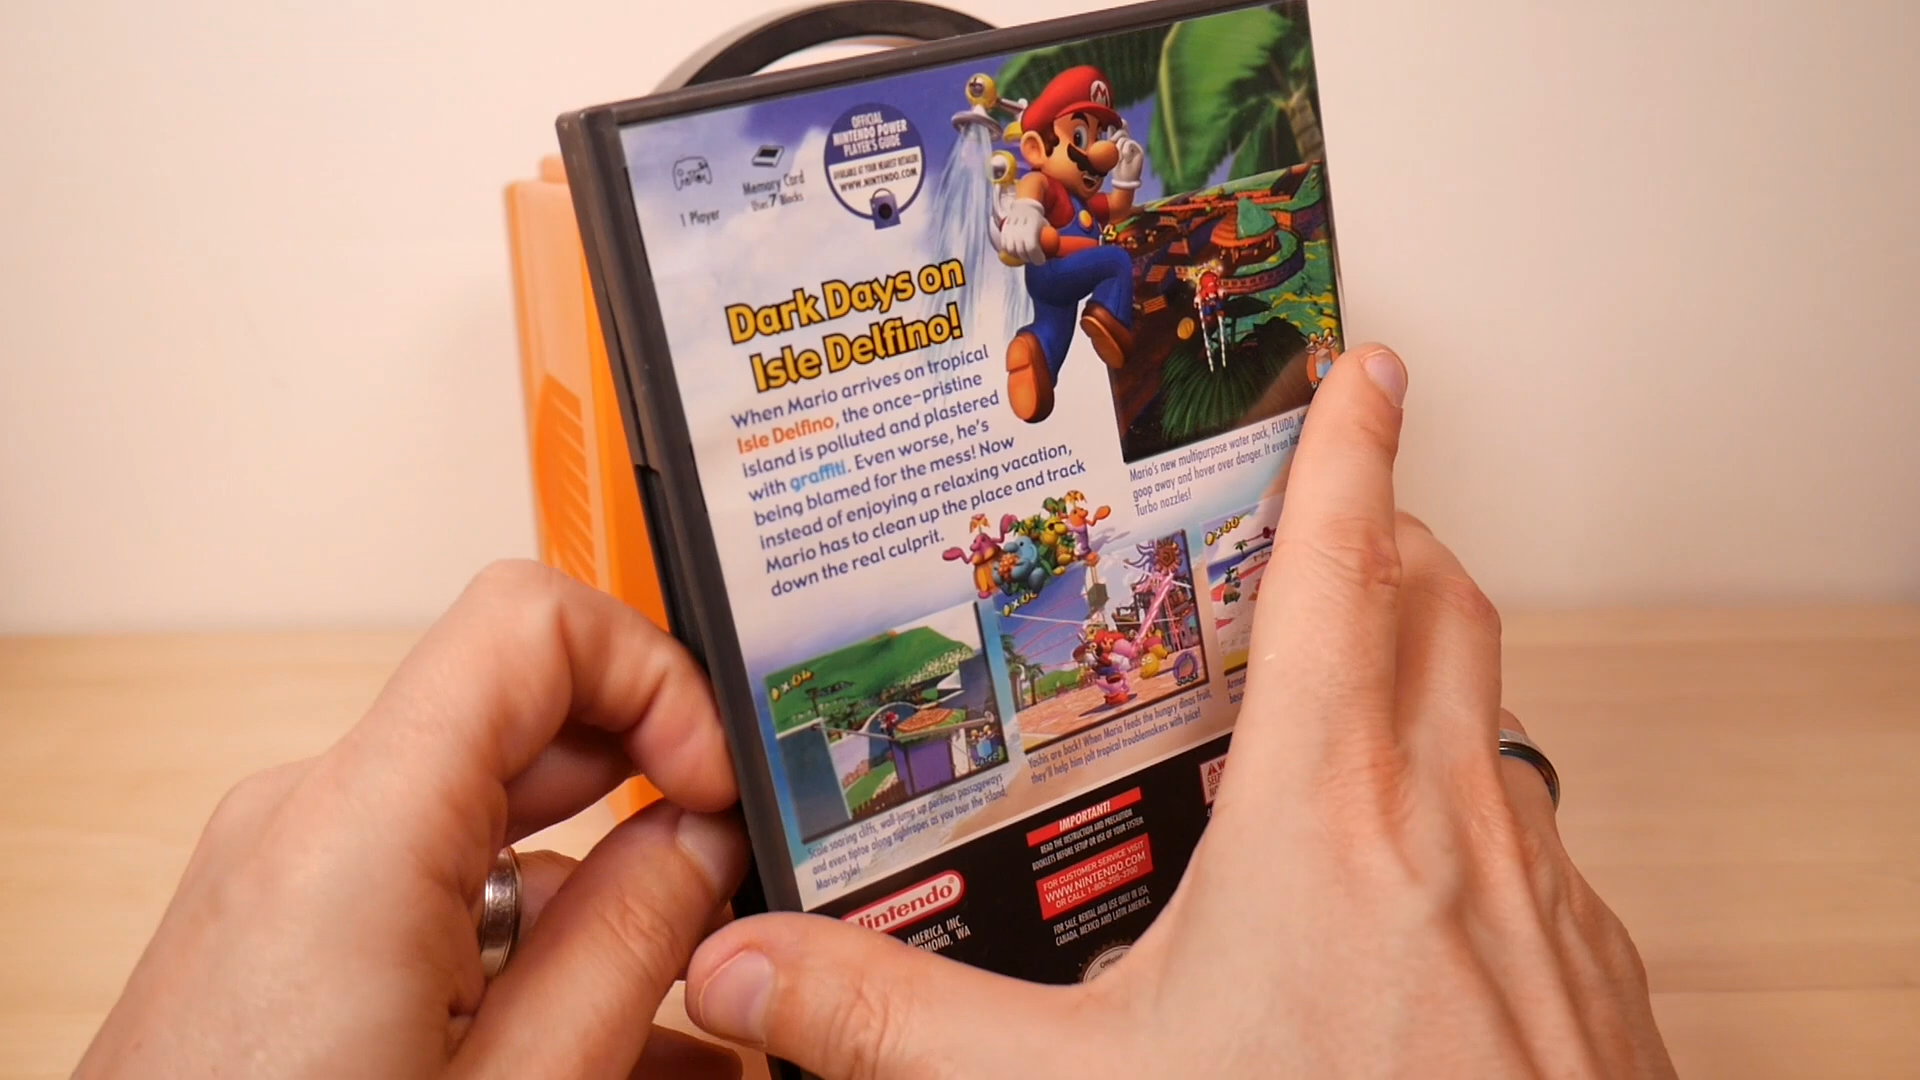 OFFICIAL
NINTENDO POWER
PLAYER'S GUIDE
AVAILABLE AT YOUR NEAREST RETAILER!
WWW.NINTENDO.COM
1 Player
Memory Card
Uses 7 Blocks
Dark Days on
Isle Delfino!
When Mario arrives on tropical
Isle Delfino, the once-pristine
island is polluted and plastered
with graffiti. Even worse, he's
being blamed for the mess! Now
instead of enjoying a relaxing vacation,
Mario has to clean up the place and track
down the real culprit.
Mario's new multipurpose water pack, FLUDD,
goop away and hover over danger. It even
Turbo nozzles!
Scale soaring cliffs, wall-jump up perilous passageways
and even tiptoe along tightropes as you tour the island,
Mario-style!
Yoshis are back! When Mario feeds the hungry dinos fruit,
they'll help him jolt tropical troublemakers with juice!
IMPORTANT!
READ THE INSTRUCTION AND PRECAUTION
BOOKLETS BEFORE SETUP OR USE OF YOUR SYSTEM.
FOR CUSTOMER SERVICE VISIT
WWW.NINTENDO.COM
OR CALL 1-800-255-3700
FOR SALE, RENTAL AND USE ONLY IN USA,
CANADA, MEXICO AND LATIN AMERICA.
Nintendo
AMERICA INC.
MOND, WA
Official